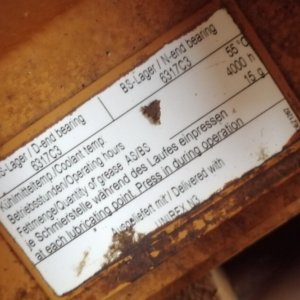 S-Lager / D-end bearing BS-Lager / N-end bearing
6317C3 6317C3
Kühlmitteltemp./Coolant temp. 55 °C
Betriebsstunden/Operating hours 4000 h
Fettmenge/Quantity of grease AS/BS 15 g
je Schmierstelle während des Laufes einpressen
at each lubricating point. Press in during operation
Ausgeliefert mit / Delivered with
UNIREX N3